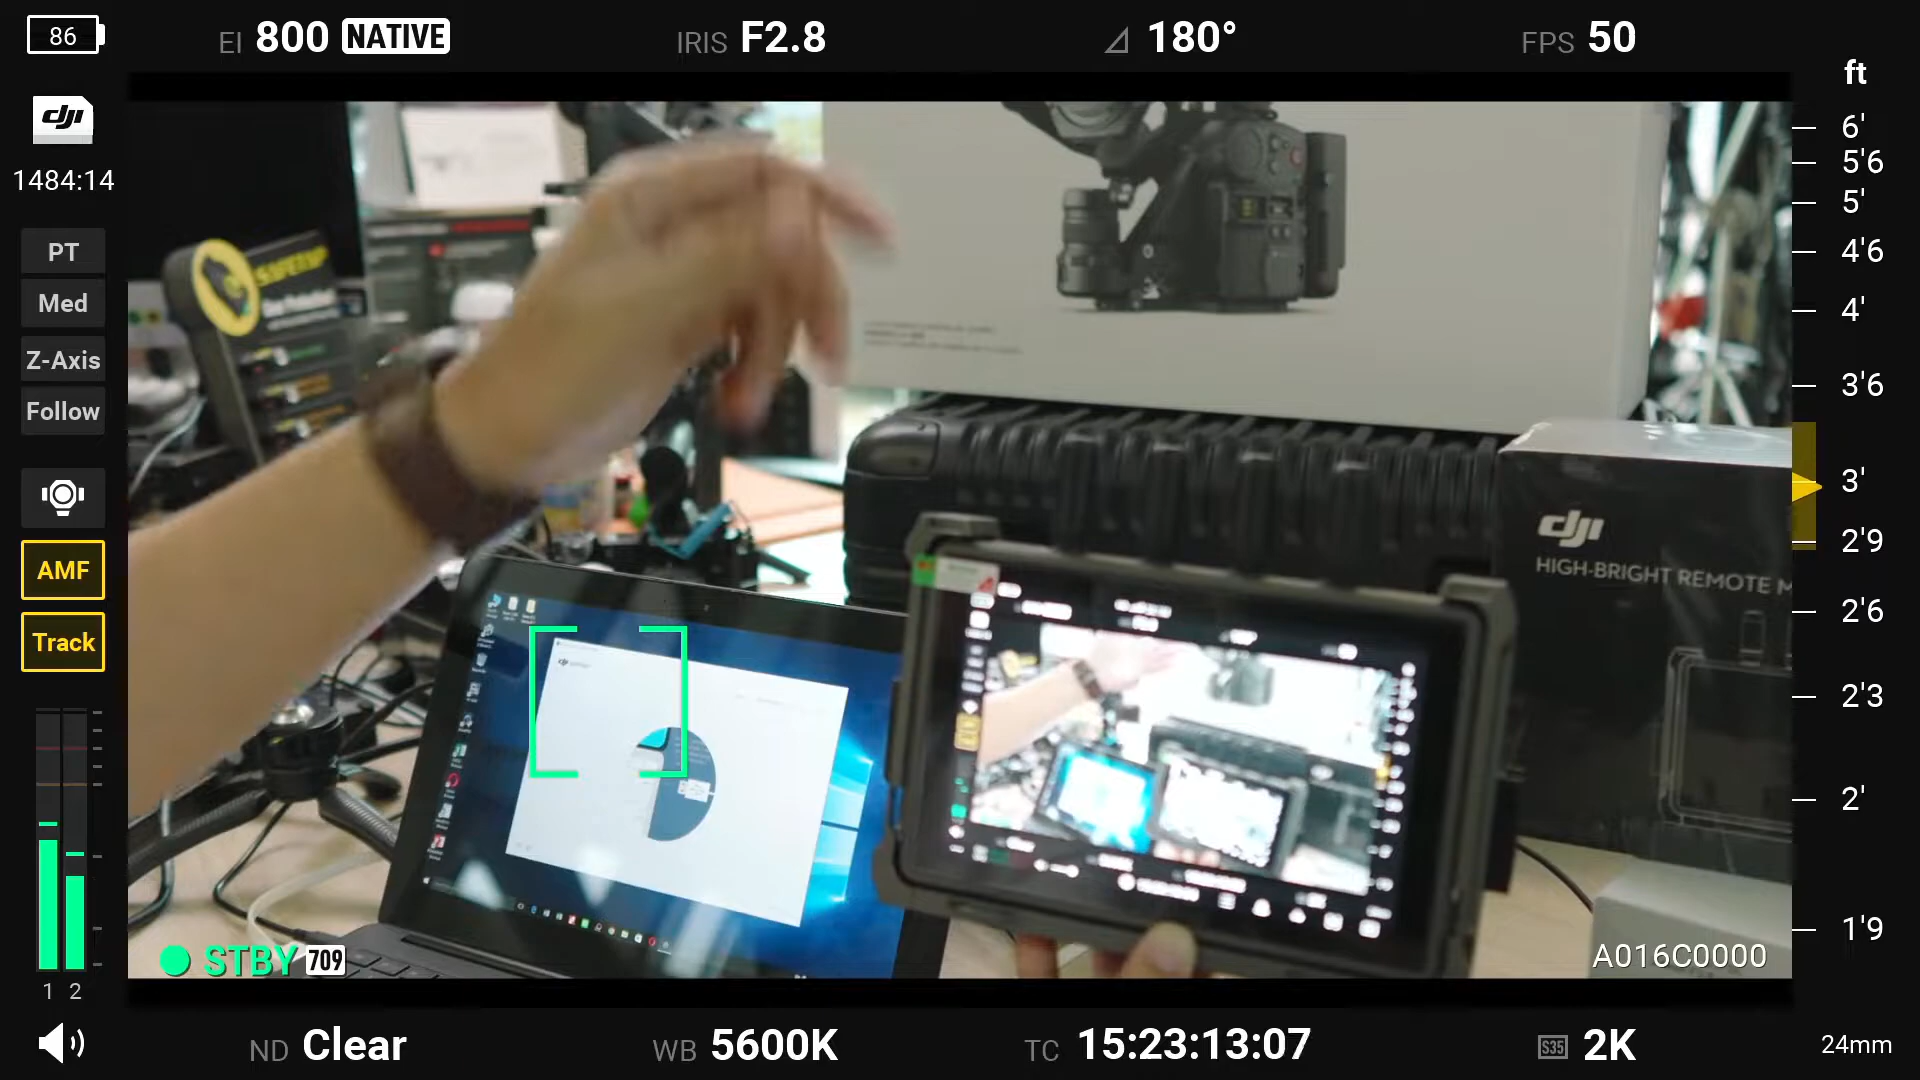 86
EI 800 NATIVE
IRIS F2.8
180°
FPS 50
ft
dji
1484:14
PT
Med
Z-Axis
Follow
AMF
Track
1 2
6'
5'6
5'
4'6
4'
3'6
3'
2'9
2'6
2'3
2'
1'9
dji
HIGH-BRIGHT REMOTE M
STBY 709
A016C0000
ND Clear
WB 5600K
TC 15:23:13:07
S35 2K
24mm